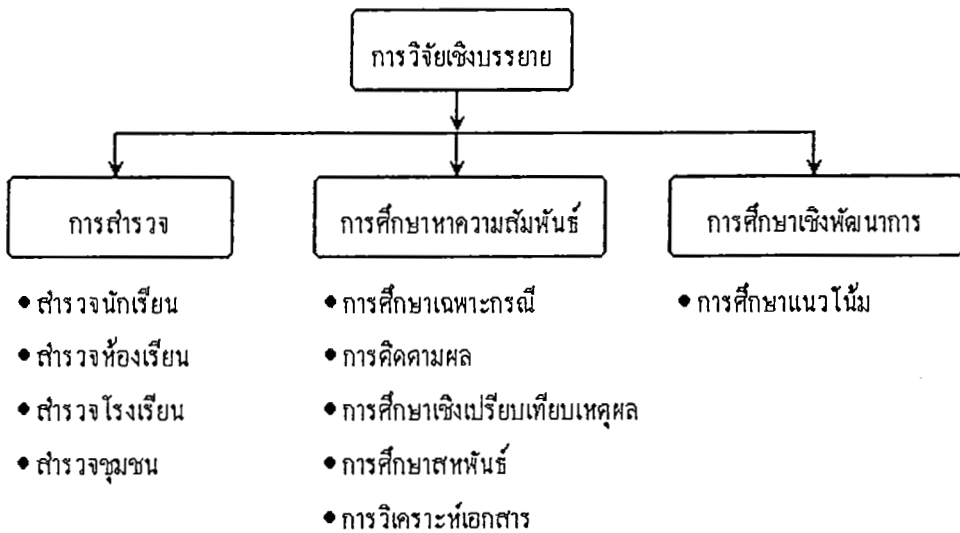 การวิจัยเชิงบรรยาย
การสำรวจ
การศึกษาหาความสัมพันธ์
การศึกษาเชิงพัฒนาการ
• สำรวจนักเรียน
• สำรวจห้องเรียน
• สำรวจโรงเรียน
• สำรวจชุมชน
• การศึกษาเฉพาะกรณี
• การติดตามผล
• การศึกษาเชิงเปรียบเทียบเหตุผล
• การศึกษาสหพันธ์
• การวิเคราะห์เอกสาร
• การศึกษาแนวโน้ม